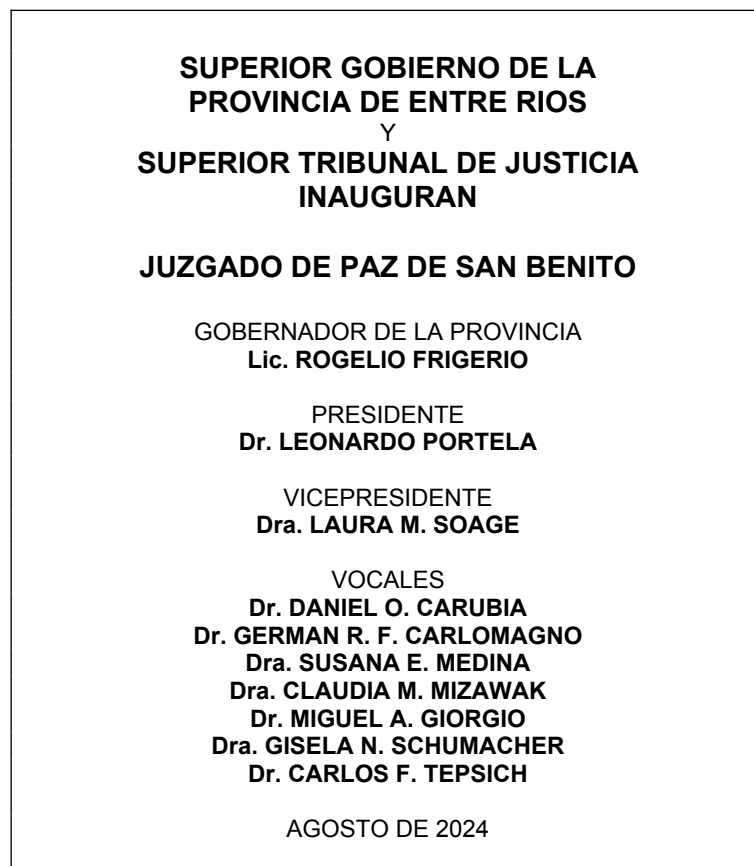 SUPERIOR GOBIERNO DE LA
PROVINCIA DE ENTRE RIOS
Y
SUPERIOR TRIBUNAL DE JUSTICIA
INAUGURAN
JUZGADO DE PAZ DE SAN BENITO
GOBERNADOR DE LA PROVINCIA
Lic. ROGELIO FRIGERIO
PRESIDENTE
Dr. LEONARDO PORTELA
VICEPRESIDENTE
Dra. LAURA M. SOAGE
VOCALES
Dr. DANIEL O. CARUBIA
Dr. GERMAN R. F. CARLOMAGNO
Dra. SUSANA E. MEDINA
Dra. CLAUDIA M. MIZAWAK
Dr. MIGUEL A. GIORGIO
Dra. GISELA N. SCHUMACHER
Dr. CARLOS F. TEPSICH
AGOSTO DE 2024